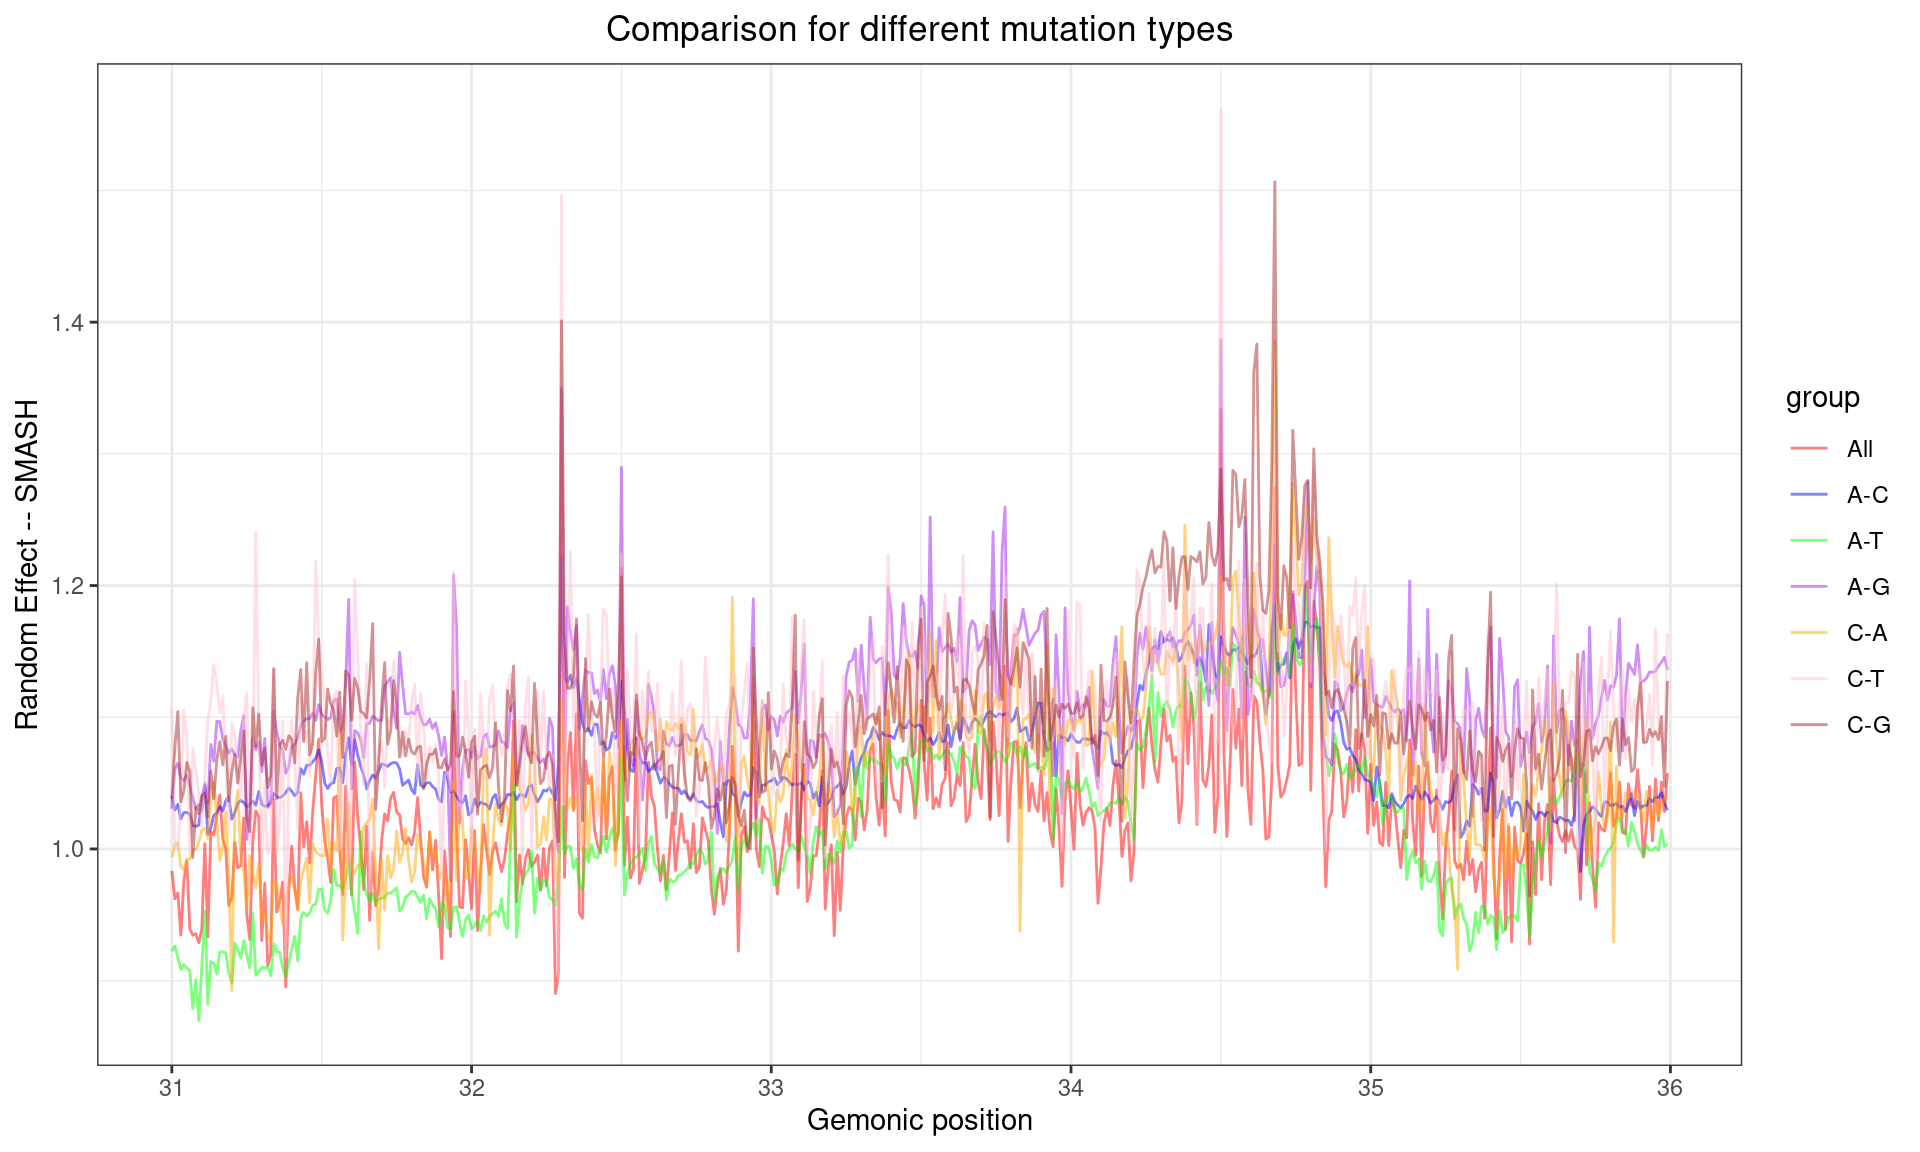 Comparison for different mutation types
Random Effect -- SMASH
1.4
1.2
1.0
31 32 33 34 35 36
Gemonic position
group
All
A-C
A-T
A-G
C-A
C-T
C-G